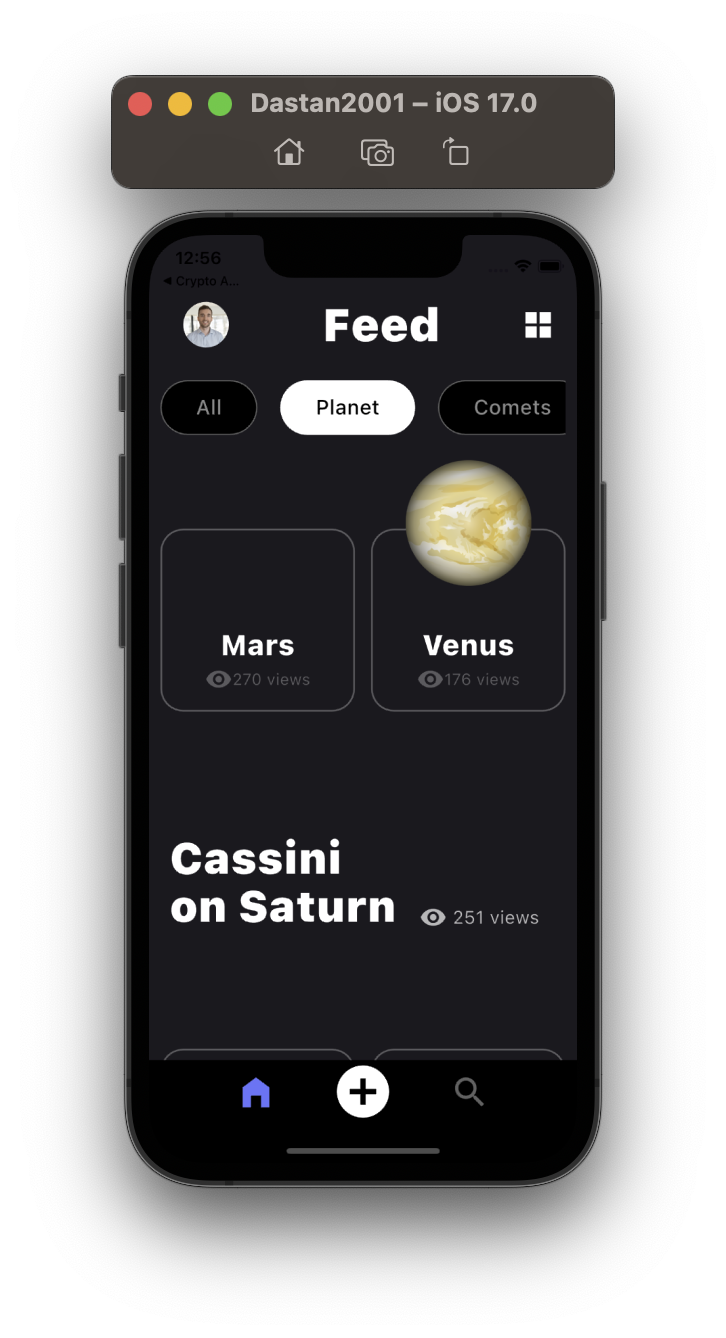 Dastan2001 – iOS 17.0
12:56
◀ Crypto A...
Feed
All
Planet
Comets
Mars
Venus
270 views
176 views
Cassini
on Saturn
251 views